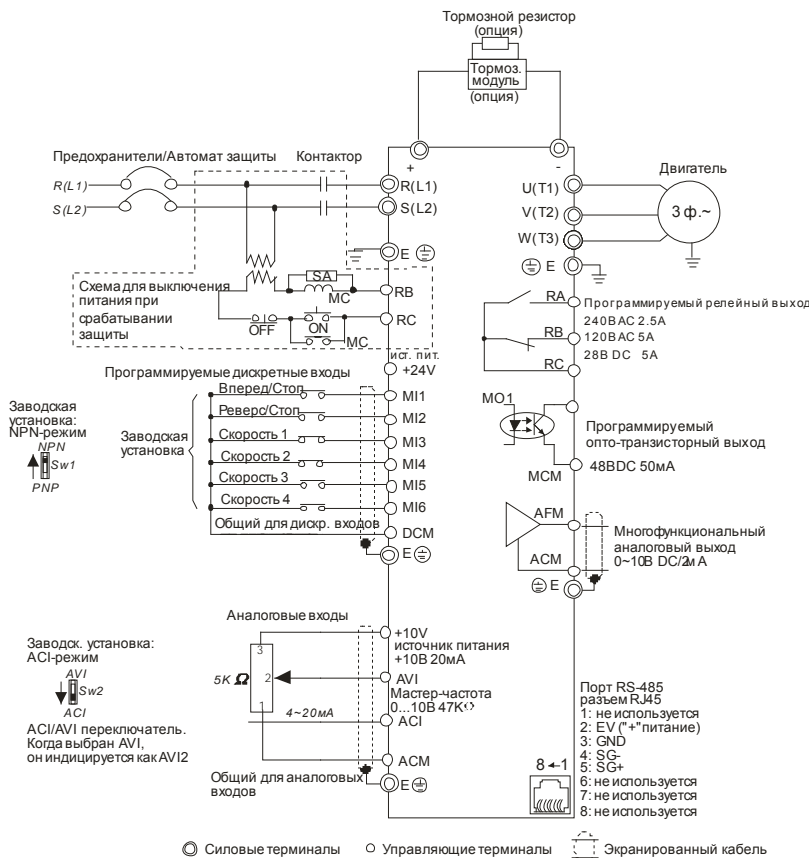 Тормозной резистор
(опция)
Тормоз.
модуль
(опция)
Предохранители/Автомат защиты
Контактор
+
-
Двигатель
R(L1)
R(L1)
U(T1)
S(L2)
S(L2)
V(T2)
3 ф.~
W(T3)
E
E
Схема для выключения
питания при
срабатывании
защиты
SA
MC
RB
OFF
ON
MC
RC
RA
Программируемый релейный выход
240В AC 2.5A
RB
120В AC 5A
28В DC 5A
RC
ист. пит.
+24V
Программируемые дискретные входы
Заводская
установка:
NPN-режим
NPN
Sw1
PNP
Заводская
установка
Вперед/Стоп
MI1
Реверс/Стоп
MI2
Скорость 1
MI3
Скорость 2
MI4
Скорость 3
MI5
Скорость 4
MI6
Общий для дискр. входов
DCM
E
MO1
Программируемый
опто-транзисторный выход
MCM
48В DC 50мА
AFM
Многофункциональный
аналоговый выход
0~10В DC/2мА
ACM
E
Аналоговые входы
Заводск. установка:
ACI-режим
AVI
Sw2
ACI
ACI/AVI переключатель.
Когда выбран AVI,
он индицируется как AVI2
3
2
1
5K Ω
+10V
источник питания
+10В 20мА
AVI
Мастер-частота
0...10В 47K
4~20мА
ACI
ACM
Общий для аналоговых
входов
E
Порт RS-485
разъем RJ45
1: не используется
2: EV ("+"питание)
3: GND
4: SG-
5: SG+
6: не используется
7: не используется
8: не используется
8 ←1
Силовые терминалы
Управляющие терминалы
Экранированный кабель